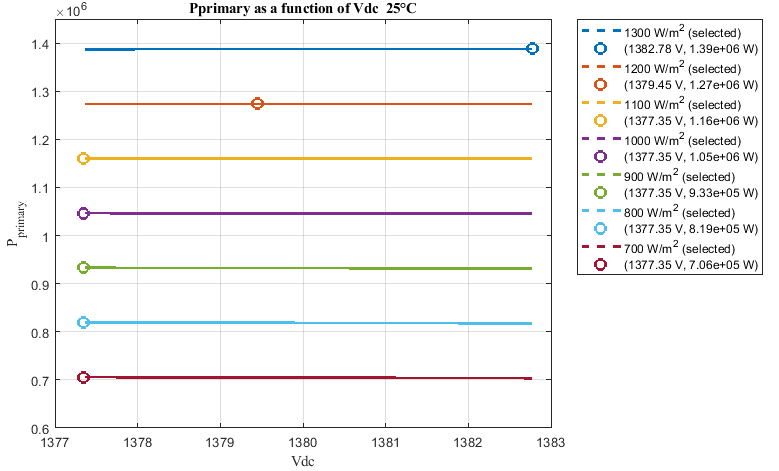 Pprimary as a function of Vdc  25°C
×10^6
1.4
1.3
1.2
1.1
1
0.9
0.8
0.7
0.6
1377
1378
1379
1380
1381
1382
1383
Vdc
P_primary
1300 W/m^2 (selected)
(1382.78 V, 1.39e+06 W)
1200 W/m^2 (selected)
(1379.45 V, 1.27e+06 W)
1100 W/m^2 (selected)
(1377.35 V, 1.16e+06 W)
1000 W/m^2 (selected)
(1377.35 V, 1.05e+06 W)
900 W/m^2 (selected)
(1377.35 V, 9.33e+05 W)
800 W/m^2 (selected)
(1377.35 V, 8.19e+05 W)
700 W/m^2 (selected)
(1377.35 V, 7.06e+05 W)